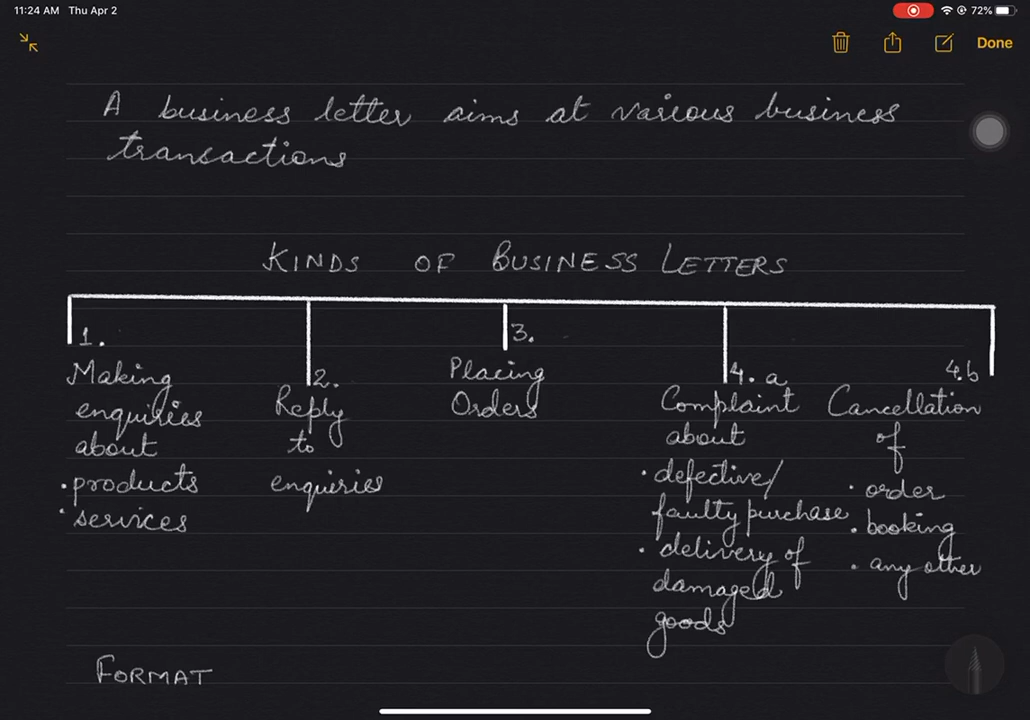 11:24 AM Thu Apr 2
72%
Done
A business letter aims at various business
transactions
KINDS OF BUSINESS LETTERS
1.
Making
enquiries
about
• products
• services
2.
Reply
to
enquiries
3.
Placing
Orders
4. a
Complaint
about
• defective/
faulty purchase
• delivery of
damaged
goods
4.b
Cancellation
of
• order
• booking
• any other
FORMAT